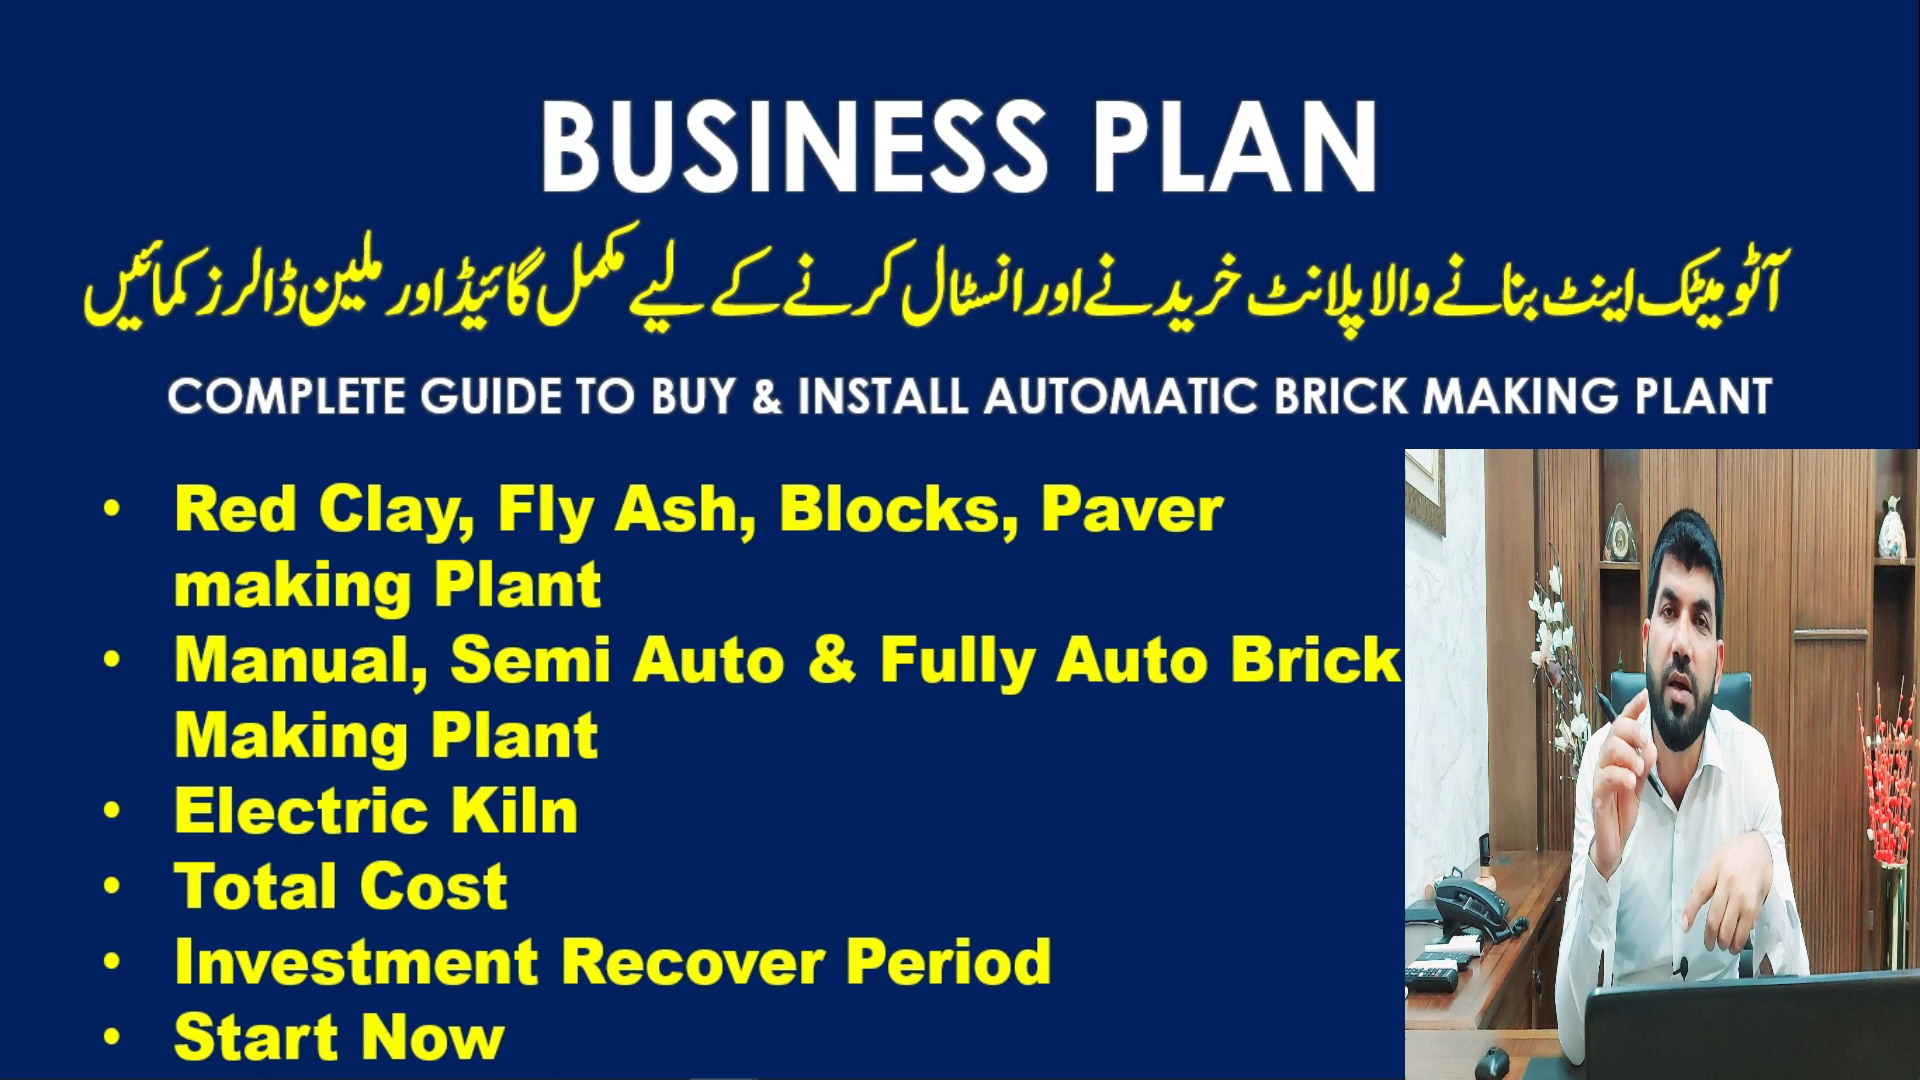 BUSINESS PLAN
آٹومیٹک اینٹ بنانے والا پلانٹ خریدنے اور انسٹال کرنے کے لیے مکمل گائیڈ اور ملین ڈالرز کمائیں
COMPLETE GUIDE TO BUY & INSTALL AUTOMATIC BRICK MAKING PLANT
• Red Clay, Fly Ash, Blocks, Paver
making Plant
• Manual, Semi Auto & Fully Auto Brick
Making Plant
• Electric Kiln
• Total Cost
• Investment Recover Period
• Start Now